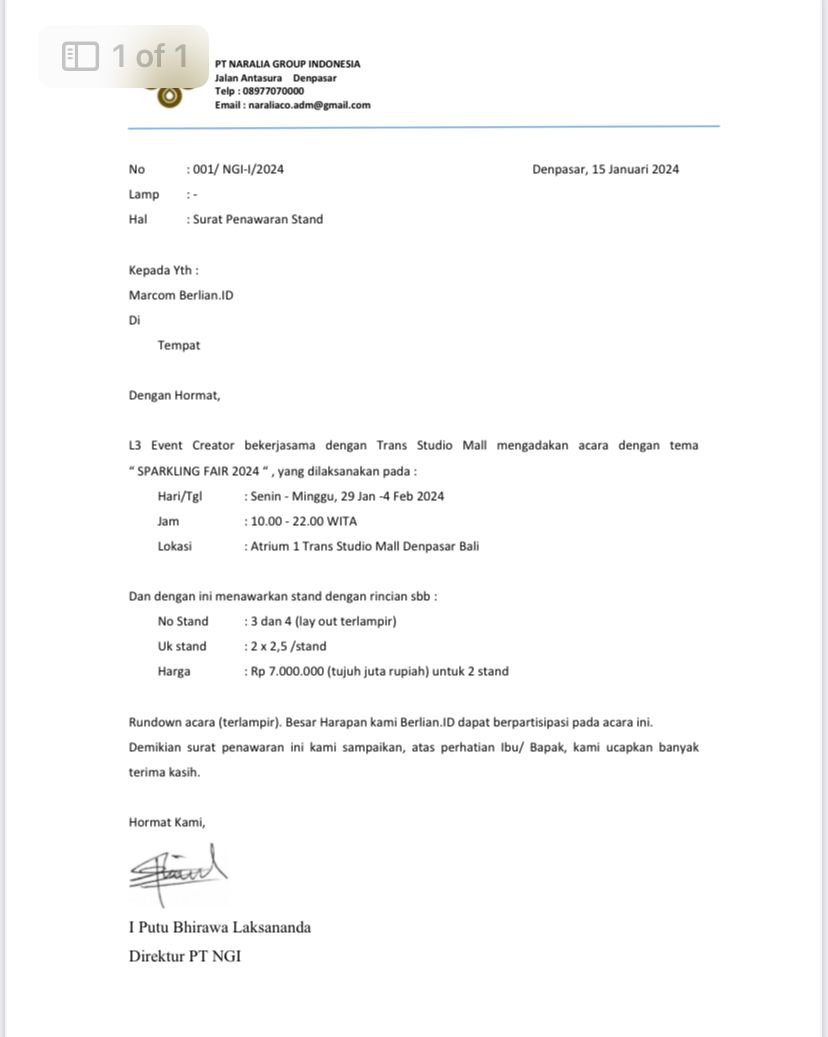 1 of 1
PT NARALIA GROUP INDONESIA
Jalan Antasura Denpasar
Telp : 08977070000
Email : naraliaco.adm@gmail.com
No : 001/ NGI-I/2024 Denpasar, 15 Januari 2024
Lamp : -
Hal : Surat Penawaran Stand
Kepada Yth :
Marcom Berlian.ID
Di
Tempat
Dengan Hormat,
L3 Event Creator bekerjasama dengan Trans Studio Mall mengadakan acara dengan tema
“ SPARKLING FAIR 2024 “ , yang dilaksanakan pada :
Hari/Tgl : Senin - Minggu, 29 Jan -4 Feb 2024
Jam : 10.00 - 22.00 WITA
Lokasi : Atrium 1 Trans Studio Mall Denpasar Bali
Dan dengan ini menawarkan stand dengan rincian sbb :
No Stand : 3 dan 4 (lay out terlampir)
Uk stand : 2 x 2,5 /stand
Harga : Rp 7.000.000 (tujuh juta rupiah) untuk 2 stand
Rundown acara (terlampir). Besar Harapan kami Berlian.ID dapat berpartisipasi pada acara ini.
Demikian surat penawaran ini kami sampaikan, atas perhatian Ibu/ Bapak, kami ucapkan banyak
terima kasih.
Hormat Kami,
I Putu Bhirawa Laksananda
Direktur PT NGI